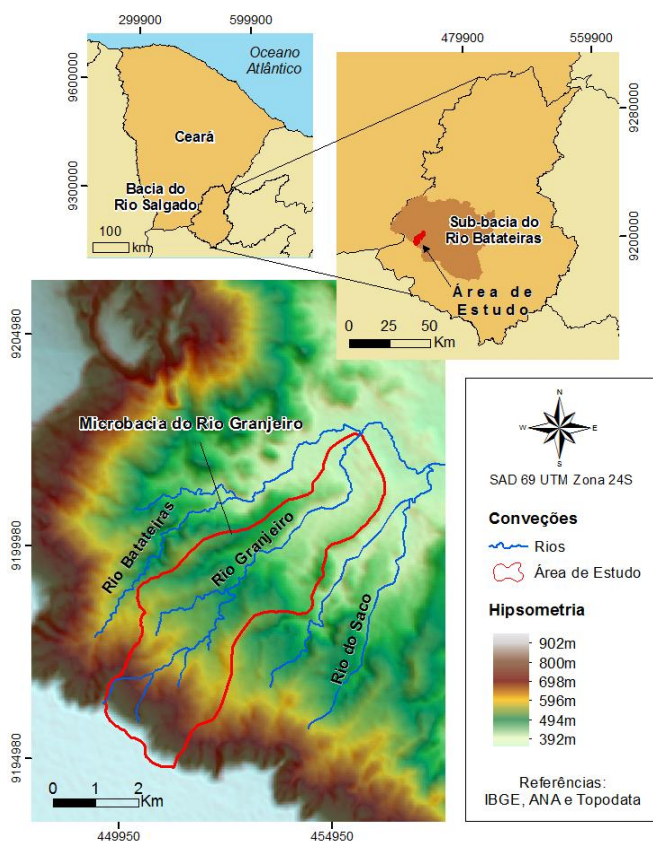 299900
599900
Oceano
Atlântico
9600000
9300000
Ceará
Bacia do
Rio Salgado
100
km
479900
559900
9280000
9200000
Sub-bacia do
Rio Batateiras
Área de
Estudo
0 25 50
Km
9204980
9199980
9194980
Microbacia do Rio Granjeiro
Rio Batateiras
Rio Granjeiro
Rio do Saco
0 1 2
Km
449950
454950
N
W
E
S
SAD 69 UTM Zona 24S
Conveções
Rios
Área de Estudo
Hipsometria
902m
800m
698m
596m
494m
392m
Referências:
IBGE, ANA e Topodata